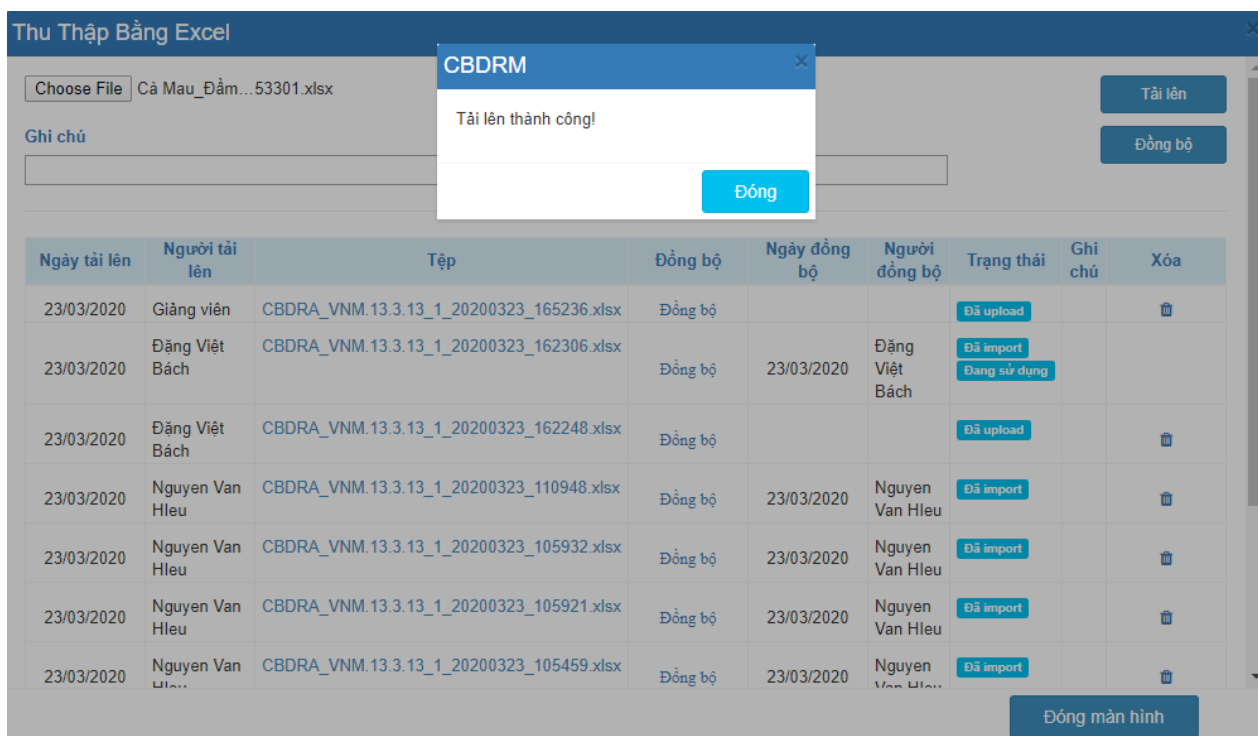 Thu Thập Bằng Excel
CBDRM
Choose File Cà Mau_Đầm...53301.xlsx
Tải lên thành công!
Tải lên
Ghi chú
Đồng bộ
Đóng
Ngày tải lên Người tải lên Tệp Đồng bộ Ngày đồng bộ Người đồng bộ Trạng thái Ghi chú Xóa
23/03/2020 Giảng viên CBDRA_VNM.13.3.13_1_20200323_165236.xlsx Đồng bộ Đã upload
23/03/2020 Đặng Việt Bách CBDRA_VNM.13.3.13_1_20200323_162306.xlsx Đồng bộ 23/03/2020 Đặng Việt Bách Đã import Đang sử dụng
23/03/2020 Đặng Việt Bách CBDRA_VNM.13.3.13_1_20200323_162248.xlsx Đồng bộ Đã upload
23/03/2020 Nguyen Van HIeu CBDRA_VNM.13.3.13_1_20200323_110948.xlsx Đồng bộ 23/03/2020 Nguyen Van HIeu Đã import
23/03/2020 Nguyen Van HIeu CBDRA_VNM.13.3.13_1_20200323_105932.xlsx Đồng bộ 23/03/2020 Nguyen Van HIeu Đã import
23/03/2020 Nguyen Van HIeu CBDRA_VNM.13.3.13_1_20200323_105921.xlsx Đồng bộ 23/03/2020 Nguyen Van HIeu Đã import
23/03/2020 Nguyen Van HIeu CBDRA_VNM.13.3.13_1_20200323_105459.xlsx Đồng bộ 23/03/2020 Nguyen Van HIeu Đã import
Đóng màn hình